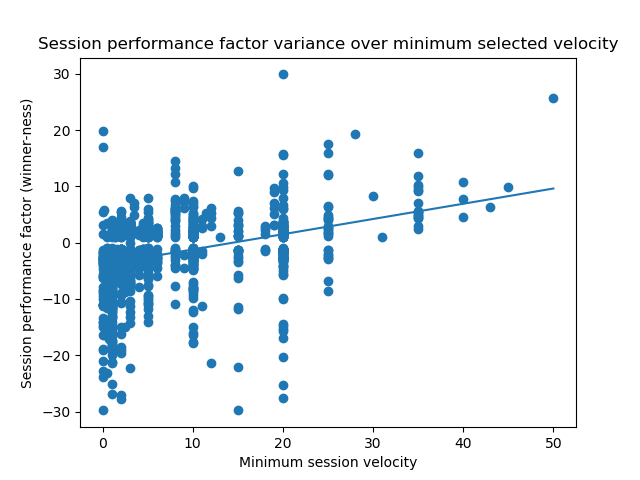 Session performance factor variance over minimum selected velocity
Session performance factor (winner-ness)
30
20
10
0
−10
−20
−30
0 10 20 30 40 50
Minimum session velocity